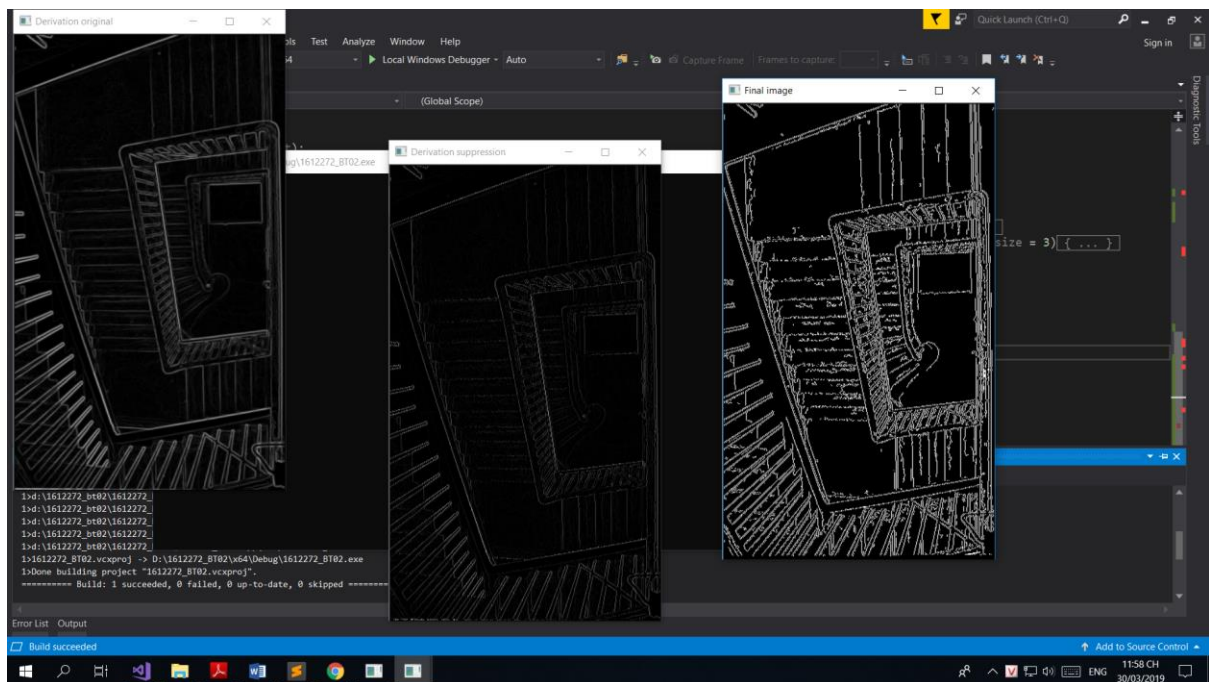 Derivation original
Quick Launch (Ctrl+Q)
Test Analyze Window Help
Sign in
Local Windows Debugger
Auto
Capture Frame
Frames to capture:
Final image
Diagnostic Tools
(Global Scope)
Derivation suppression
ug\1612272_BT02.exe
size = 3) { ... }
1>d:\1612272_bt02\1612272_
1>d:\1612272_bt02\1612272_
1>d:\1612272_bt02\1612272_
1>d:\1612272_bt02\1612272_
1>d:\1612272_bt02\1612272_
1>1612272_BT02.vcxproj -> D:\1612272_BT02\x64\Debug\1612272_BT02.exe
1>Done building project "1612272_BT02.vcxproj".
========== Build: 1 succeeded, 0 failed, 0 up-to-date, 0 skipped ========
Error List Output
Build succeeded
Add to Source Control
ENG
11:58 CH
30/03/2019